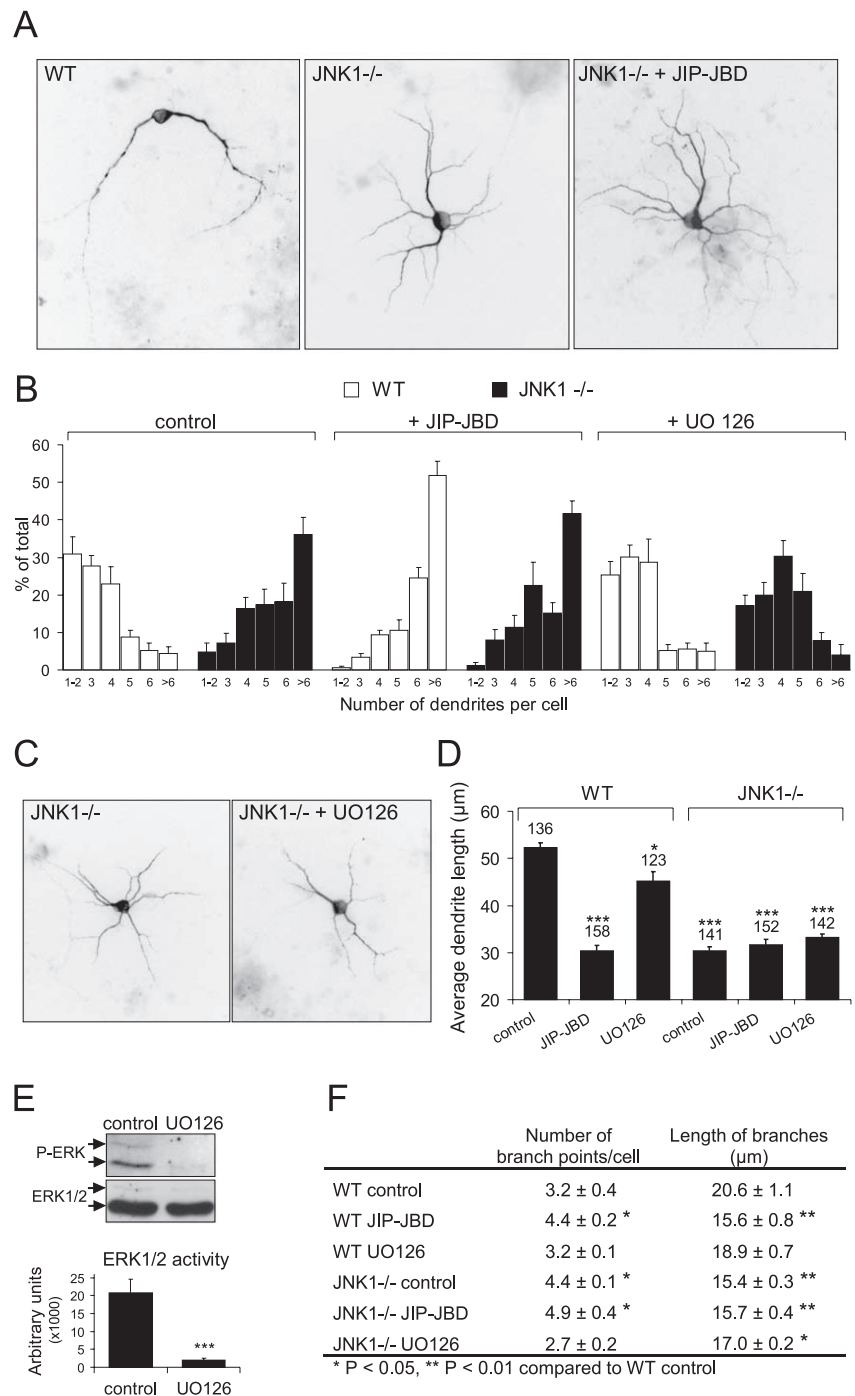 A
WT
JNK1-/-
JNK1-/- + JIP-JBD
B
WT
JNK1 -/-
control
+ JIP-JBD
+ UO 126
% of total
60
50
40
30
20
10
0
1-2 3 4 5 6 >6
1-2 3 4 5 6 >6
1-2 3 4 5 6 >6
1-2 3 4 5 6 >6
1-2 3 4 5 6 >6
1-2 3 4 5 6 >6
Number of dendrites per cell
C
JNK1-/-
JNK1-/- + UO126
D
WT
JNK1-/-
Average dendrite length (µm)
60
50
40
30
20
136
***
158
*
123
***
141
***
152
***
142
control
JIP-JBD
UO126
control
JIP-JBD
UO126
E
control UO126
P-ERK
ERK1/2
ERK1/2 activity
Arbitrary units
(x1000)
25
20
15
10
5
0
***
control UO126
F
Number of branch points/cell
Length of branches (µm)
WT control 3.2 ± 0.4 20.6 ± 1.1
WT JIP-JBD 4.4 ± 0.2 * 15.6 ± 0.8 **
WT UO126 3.2 ± 0.1 18.9 ± 0.7
JNK1-/- control 4.4 ± 0.1 * 15.4 ± 0.3 **
JNK1-/- JIP-JBD 4.9 ± 0.4 * 15.7 ± 0.4 **
JNK1-/- UO126 2.7 ± 0.2 17.0 ± 0.2 *
* P < 0.05, ** P < 0.01 compared to WT control